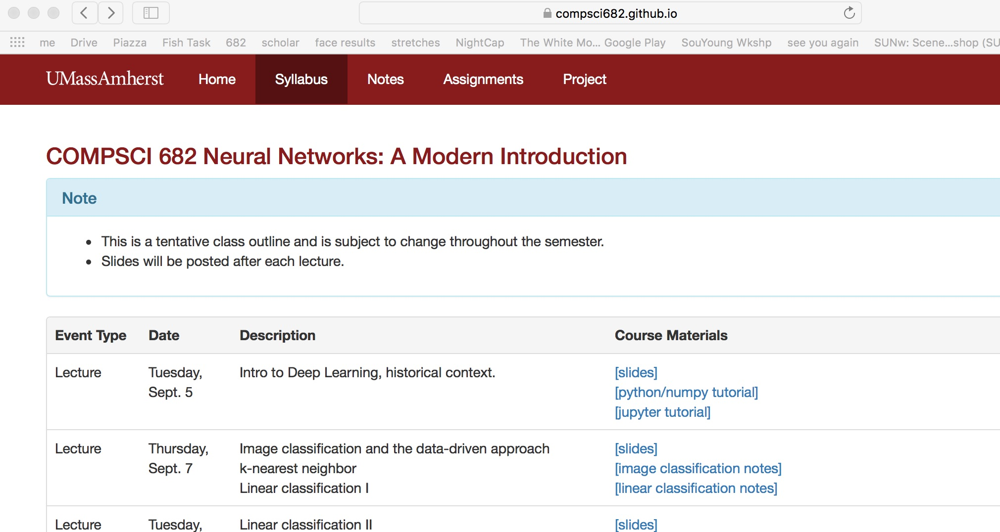 compsci682.github.io
me Drive Piazza Fish Task 682 scholar face results stretches NightCap The White Mo... Google Play SouYoung Wkshp see you again SUNw: Scene...shop (SU
UMassAmherst Home Syllabus Notes Assignments Project
COMPSCI 682 Neural Networks: A Modern Introduction
Note
• This is a tentative class outline and is subject to change throughout the semester.
• Slides will be posted after each lecture.
Event Type Date Description Course Materials
Lecture Tuesday, Intro to Deep Learning, historical context. [slides]
Sept. 5 [python/numpy tutorial]
[jupyter tutorial]
Lecture Thursday, Image classification and the data-driven approach [slides]
Sept. 7 k-nearest neighbor [image classification notes]
Linear classification I [linear classification notes]
Lecture Tuesday, Linear classification II [slides]